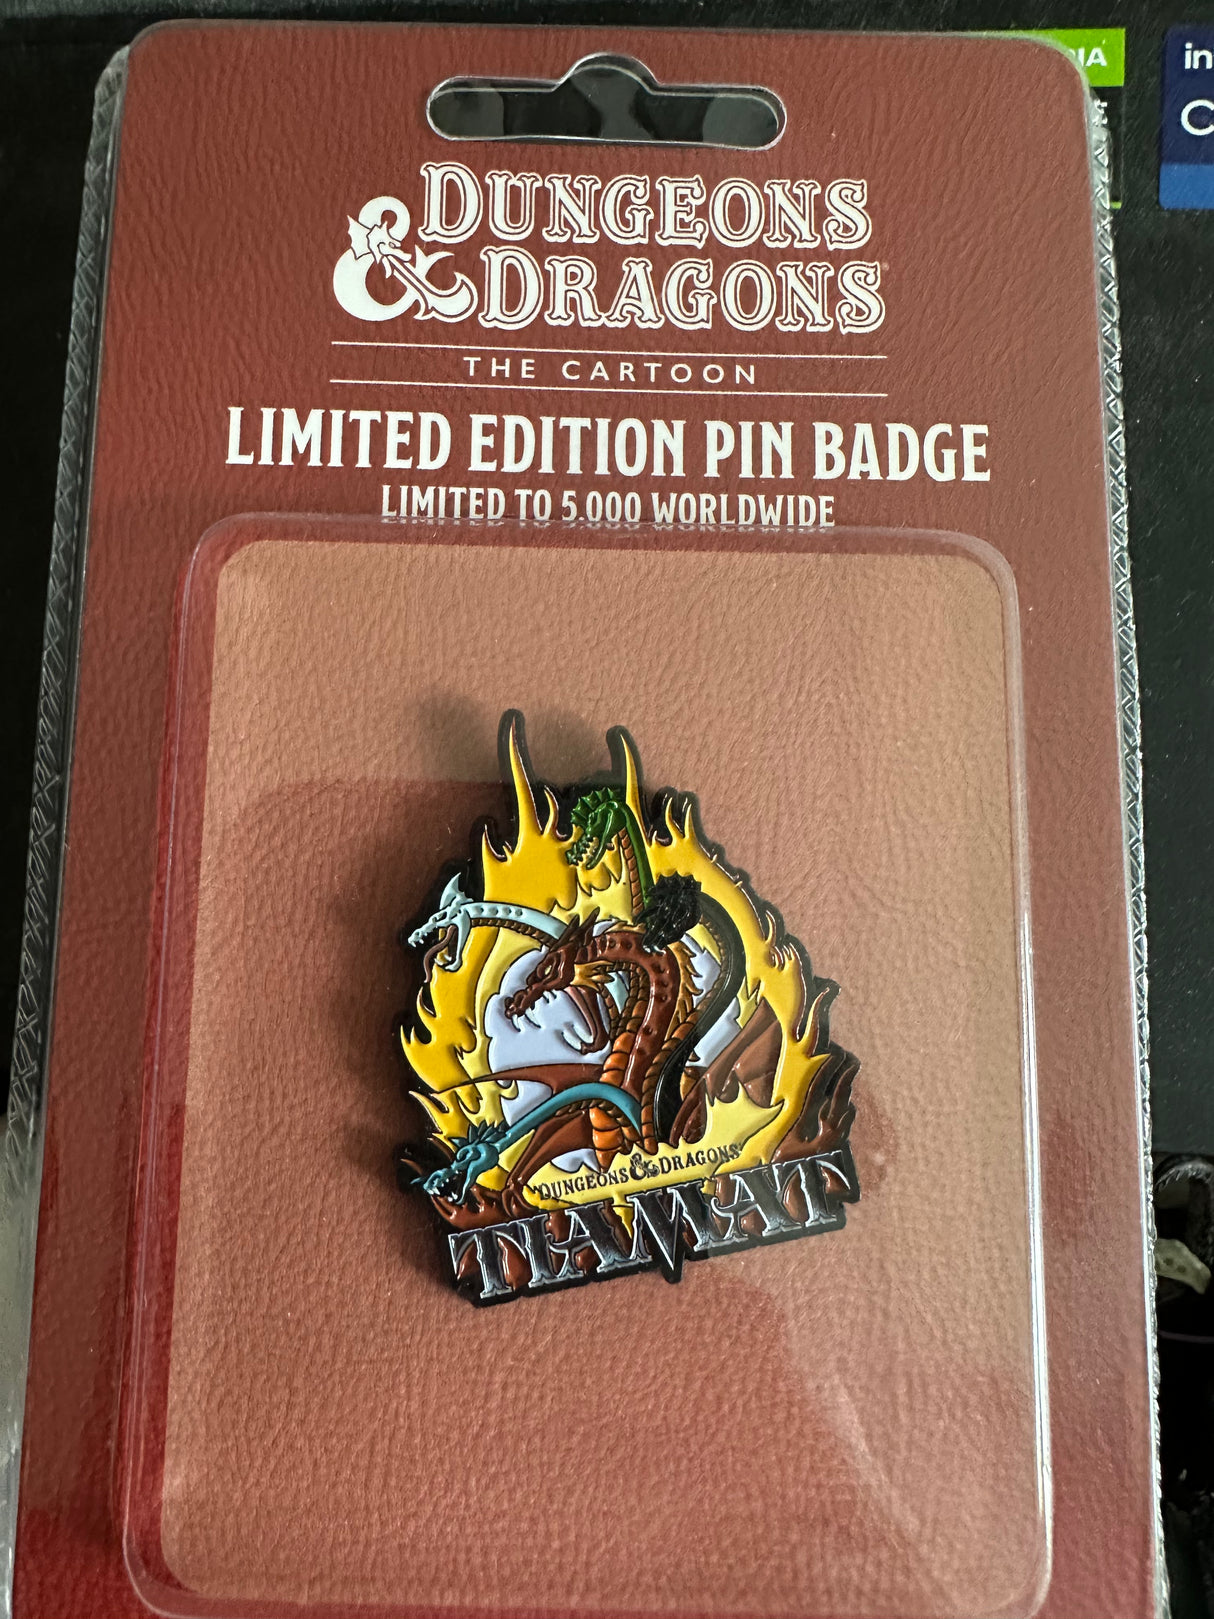 DUNGEONS
& DRAGONS
THE CARTOON
LIMITED EDITION PIN BADGE
LIMITED TO 5,000 WORLDWIDE
DUNGEONS & DRAGONS
TIAMAT